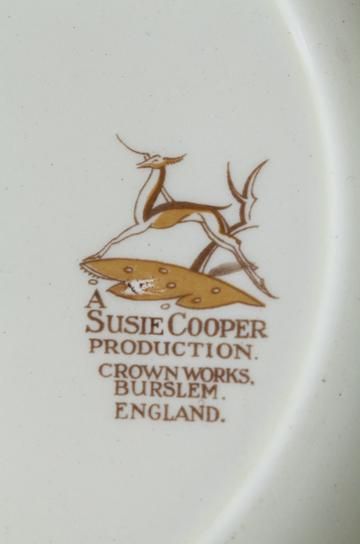 A
SUSIE COOPER
PRODUCTION.
CROWN WORKS,
BURSLEM.
ENGLAND.